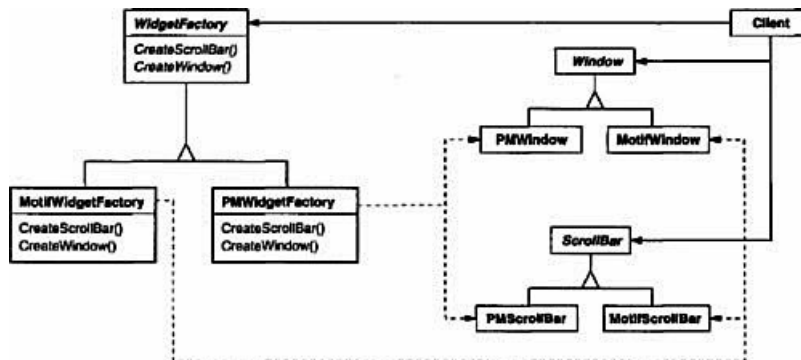 WidgetFactory
CreateScrollBar()
CreateWindow()
Client
Window
PMWindow
MotifWindow
MotifWidgetFactory
CreateScrollBar()
CreateWindow()
PMWidgetFactory
CreateScrollBar()
CreateWindow()
ScrollBar
PMScrollBar
MotifScrollBar